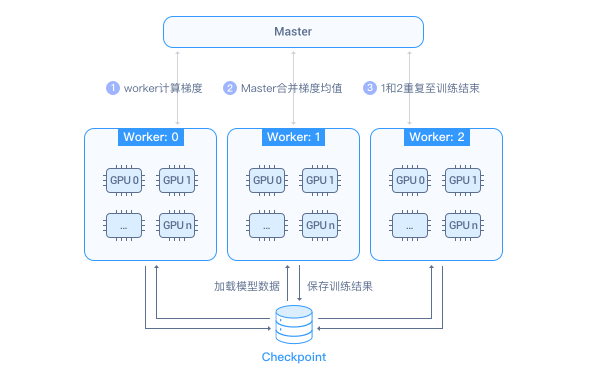 Master
1 worker计算梯度
2 Master合并梯度均值
3 1和2重复至训练结束
Worker: 0
Worker: 1
Worker: 2
GPU 0 GPU 1
GPU 0 GPU 1
GPU 0 GPU 1
... GPU n
... GPU n
... GPU n
加载模型数据
保存训练结果
Checkpoint